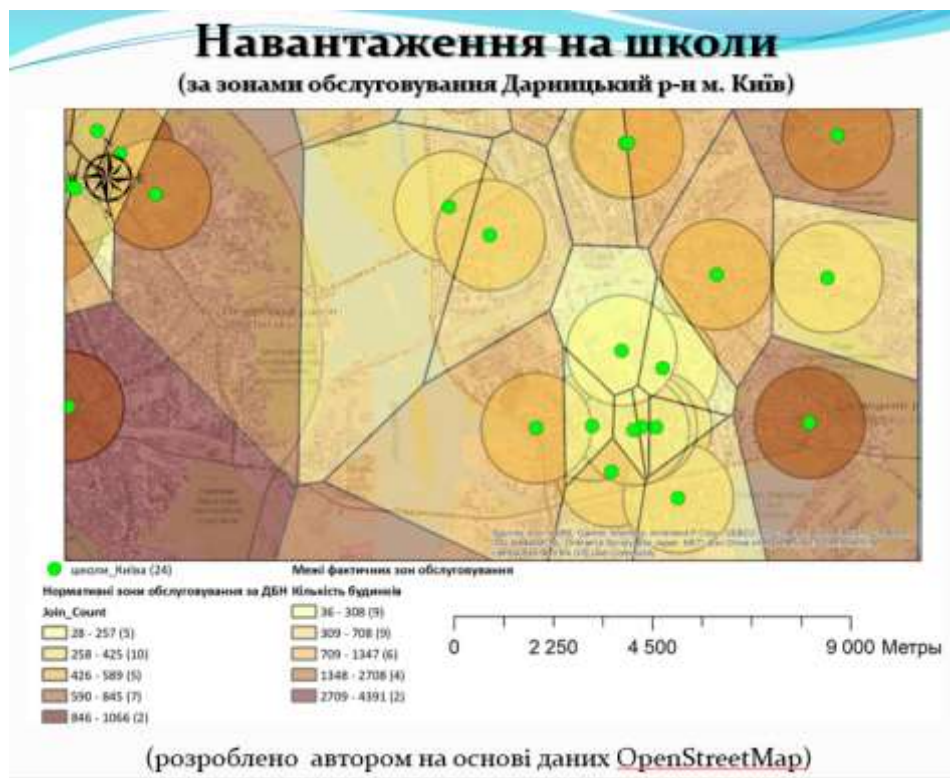 Навантаження на школи
(за зонами обслуговування Дарницький р-н м. Київ)
школи_Києва (24)
Межі фактичних зон обслуговування
Нормативні зони обслуговування за ДБН
Кількість будинків
Join_Count
36 - 308 (9)
28 - 257 (5)
309 - 708 (9)
258 - 425 (10)
709 - 1347 (6)
426 - 589 (5)
1348 - 2708 (4)
590 - 845 (7)
2709 - 4391 (2)
846 - 1066 (2)
0 2 250 4 500 9 000 Метры
(розроблено автором на основі даних OpenStreetMap)